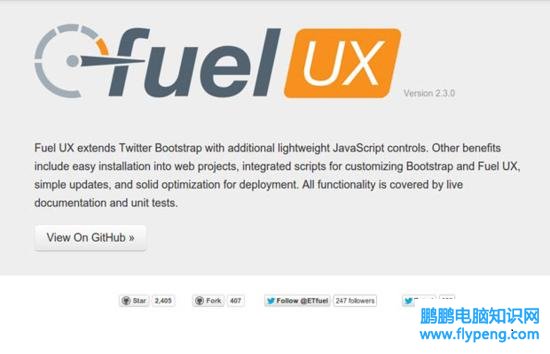 fuel UX
Version 2.3.0
Fuel UX extends Twitter Bootstrap with additional lightweight JavaScript controls. Other benefits
include easy installation into web projects, integrated scripts for customizing Bootstrap and Fuel UX,
simple updates, and solid optimization for deployment. All functionality is covered by live
documentation and unit tests.
View On GitHub »
Star 2,405 Fork 407 Follow @ETfuel 247 followers
鹏鹏电脑知识网
www.flypeng.com